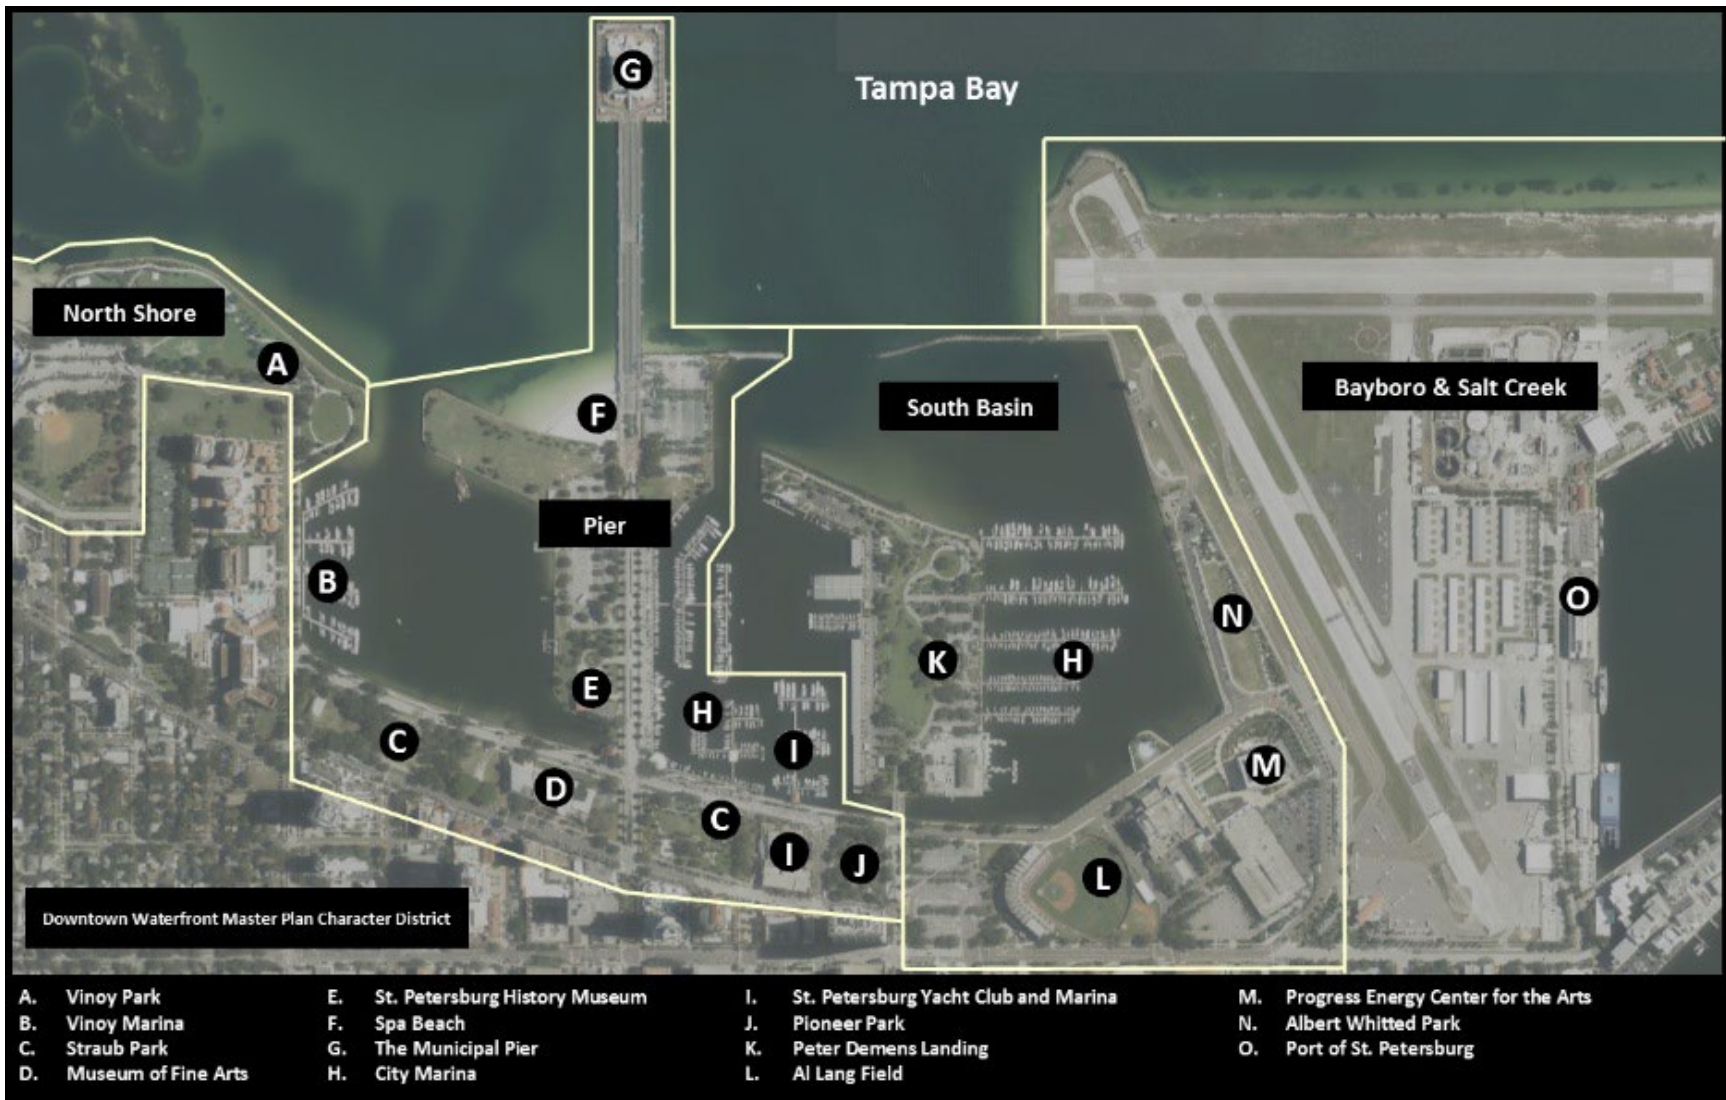 G
Tampa Bay
North Shore
A
F
South Basin
Bayboro & Salt Creek
Pier
B
O
N
K
H
E
H
C
I
M
D
C
I
J
L
Downtown Waterfront Master Plan Character District
A. Vinoy Park
B. Vinoy Marina
C. Straub Park
D. Museum of Fine Arts
E. St. Petersburg History Museum
F. Spa Beach
G. The Municipal Pier
H. City Marina
I. St. Petersburg Yacht Club and Marina
J. Pioneer Park
K. Peter Demens Landing
L. Al Lang Field
M. Progress Energy Center for the Arts
N. Albert Whitted Park
O. Port of St. Petersburg